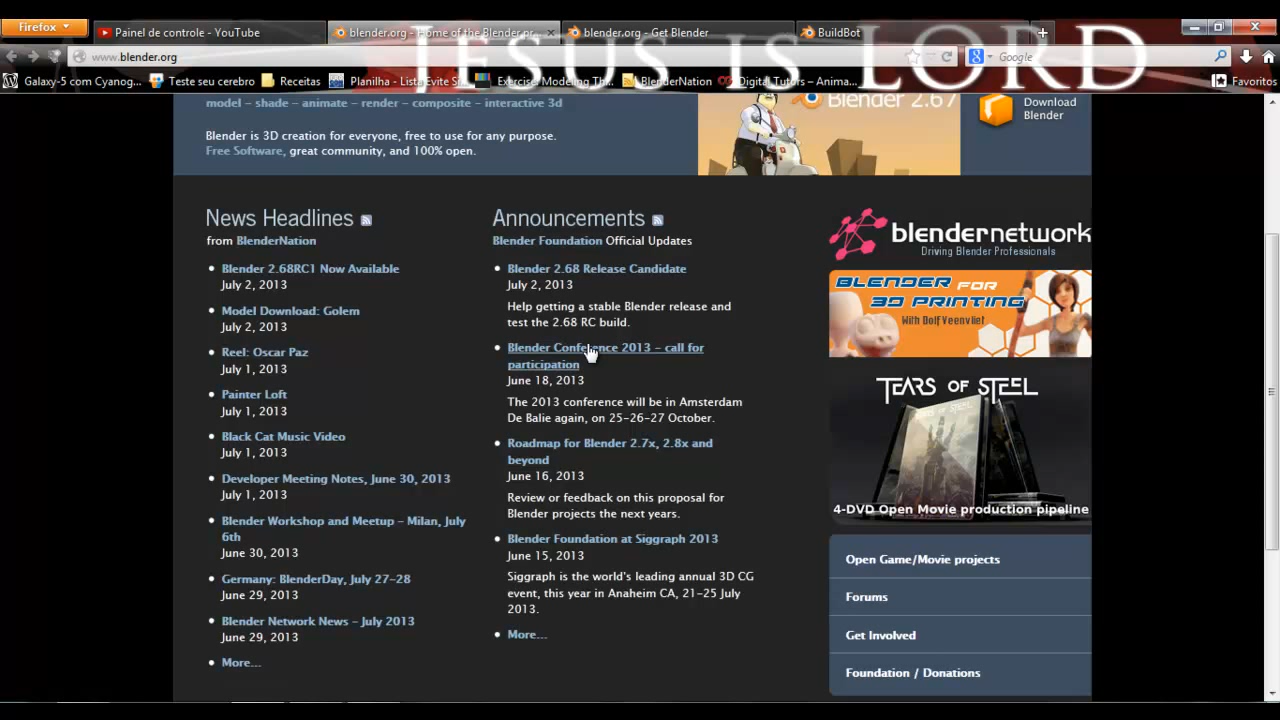 Firefox
Painel de controle - YouTube
blender.org - Home of the Blender pr...
blender.org - Get Blender
BuildBot
JESUS IS LORD
www.blender.org
Google
Galaxy-5 com Cyanog...
Teste seu cerebro
Receitas
Planilha - Lista Evite Si...
Exercise Modeling Th...
BlenderNation
Digital Tutors – Anima...
Favoritos
model – shade – animate – render – composite – interactive 3d
Blender is 3D creation for everyone, free to use for any purpose.
Free Software, great community, and 100% open.
Blender 2.67
Download
Blender
News Headlines
from BlenderNation
Blender 2.68RC1 Now Available
July 2, 2013
Model Download: Golem
July 2, 2013
Reel: Oscar Paz
July 1, 2013
Painter Loft
July 1, 2013
Black Cat Music Video
July 1, 2013
Developer Meeting Notes, June 30, 2013
July 1, 2013
Blender Workshop and Meetup – Milan, July
6th
June 30, 2013
Germany: BlenderDay, July 27-28
June 29, 2013
Blender Network News – July 2013
June 29, 2013
More...
Announcements
Blender Foundation Official Updates
Blender 2.68 Release Candidate
July 2, 2013
Help getting a stable Blender release and
test the 2.68 RC build.
Blender Conference 2013 – call for
participation
June 18, 2013
The 2013 conference will be in Amsterdam
De Balie again, on 25-26-27 October.
Roadmap for Blender 2.7x, 2.8x and
beyond
June 16, 2013
Review or feedback on this proposal for
Blender projects the next years.
Blender Foundation at Siggraph 2013
June 15, 2013
Siggraph is the world's leading annual 3D CG
event, this year in Anaheim CA, 21-25 July
2013.
More...
blendernetwork
Driving Blender Professionals
BLENDER FOR
3D PRINTING
With Dolf Veenvliet
TEARS OF STEEL
4-DVD Open Movie production pipeline
Open Game/Movie projects
Forums
Get Involved
Foundation / Donations